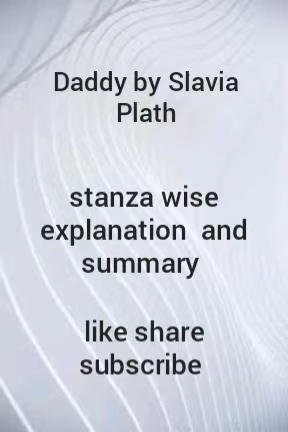 Daddy by Slavia
Plath
stanza wise
explanation and
summary
like share
subscribe